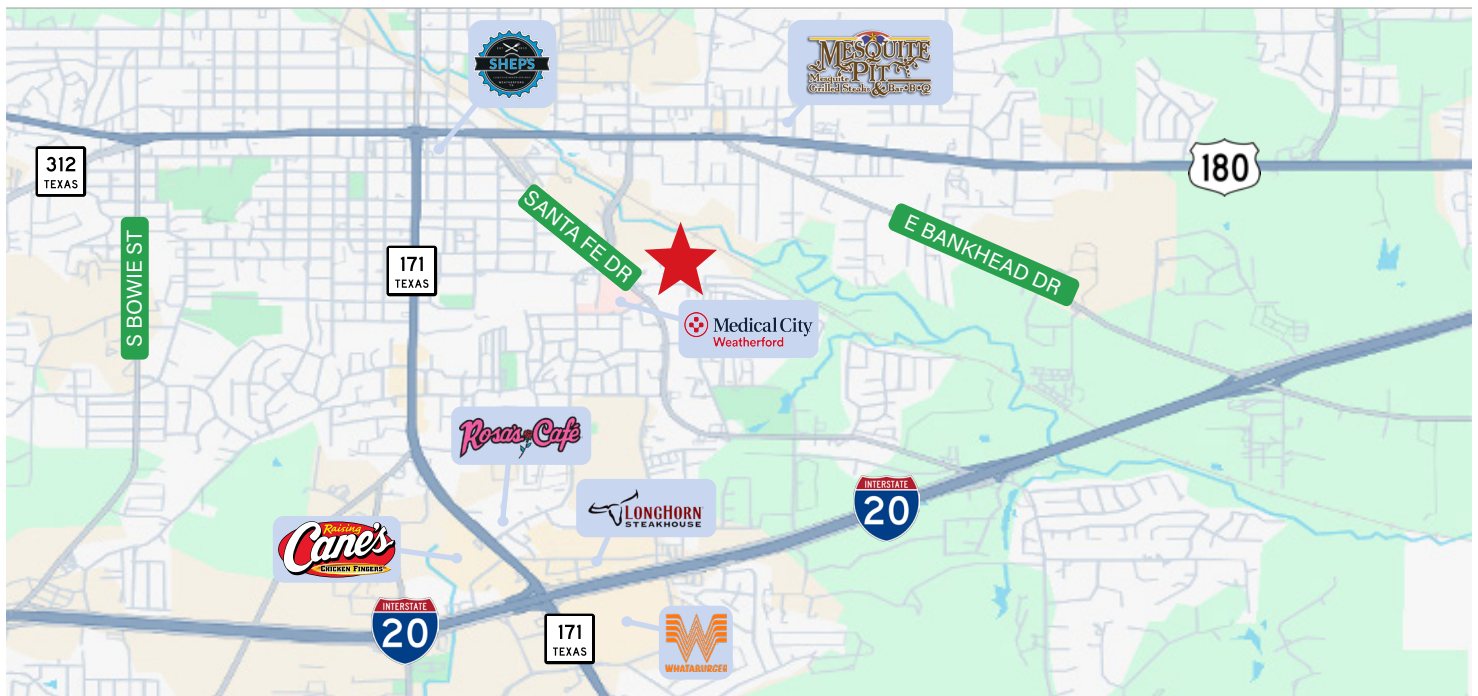 SHEP'S
MESQUITE
PIT
Mesquite
Grilled Steaks & Bar•B•Q
312
TEXAS
180
SANTA FE DR
E BANKHEAD DR
S BOWIE ST
171
TEXAS
Medical City
Weatherford
Rosa's Café
LONGHORN
STEAKHOUSE
INTERSTATE
20
Raising
Cane's
CHICKEN FINGERS
INTERSTATE
20
171
TEXAS
WHATABURGER